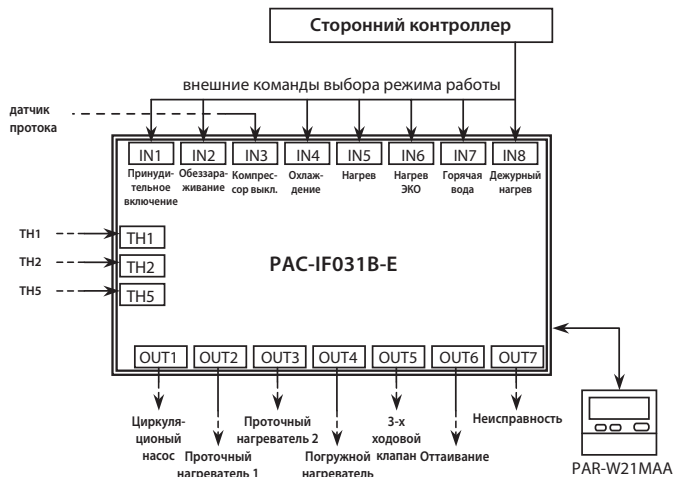 Сторонний контроллер
внешние команды выбора режима работы
датчик
протока
IN1 IN2 IN3 IN4 IN5 IN6 IN7 IN8
Принуди-
тельное
включение
Обеззара-
живание
Компрес-
сор выкл.
Охлаж-
дение
Нагрев
Нагрев
ЭКО
Горячая
вода
Дежурный
нагрев
TH1 TH1
TH2 TH2
TH5 TH5
PAC-IF031B-E
OUT1 OUT2 OUT3 OUT4 OUT5 OUT6 OUT7
Циркуля-
ционый
насос
Проточный
нагреватель 1
Проточный
нагреватель 2
Погружной
нагреватель
3-х
ходовой
клапан
Оттаивание
Неисправность
PAR-W21MAA